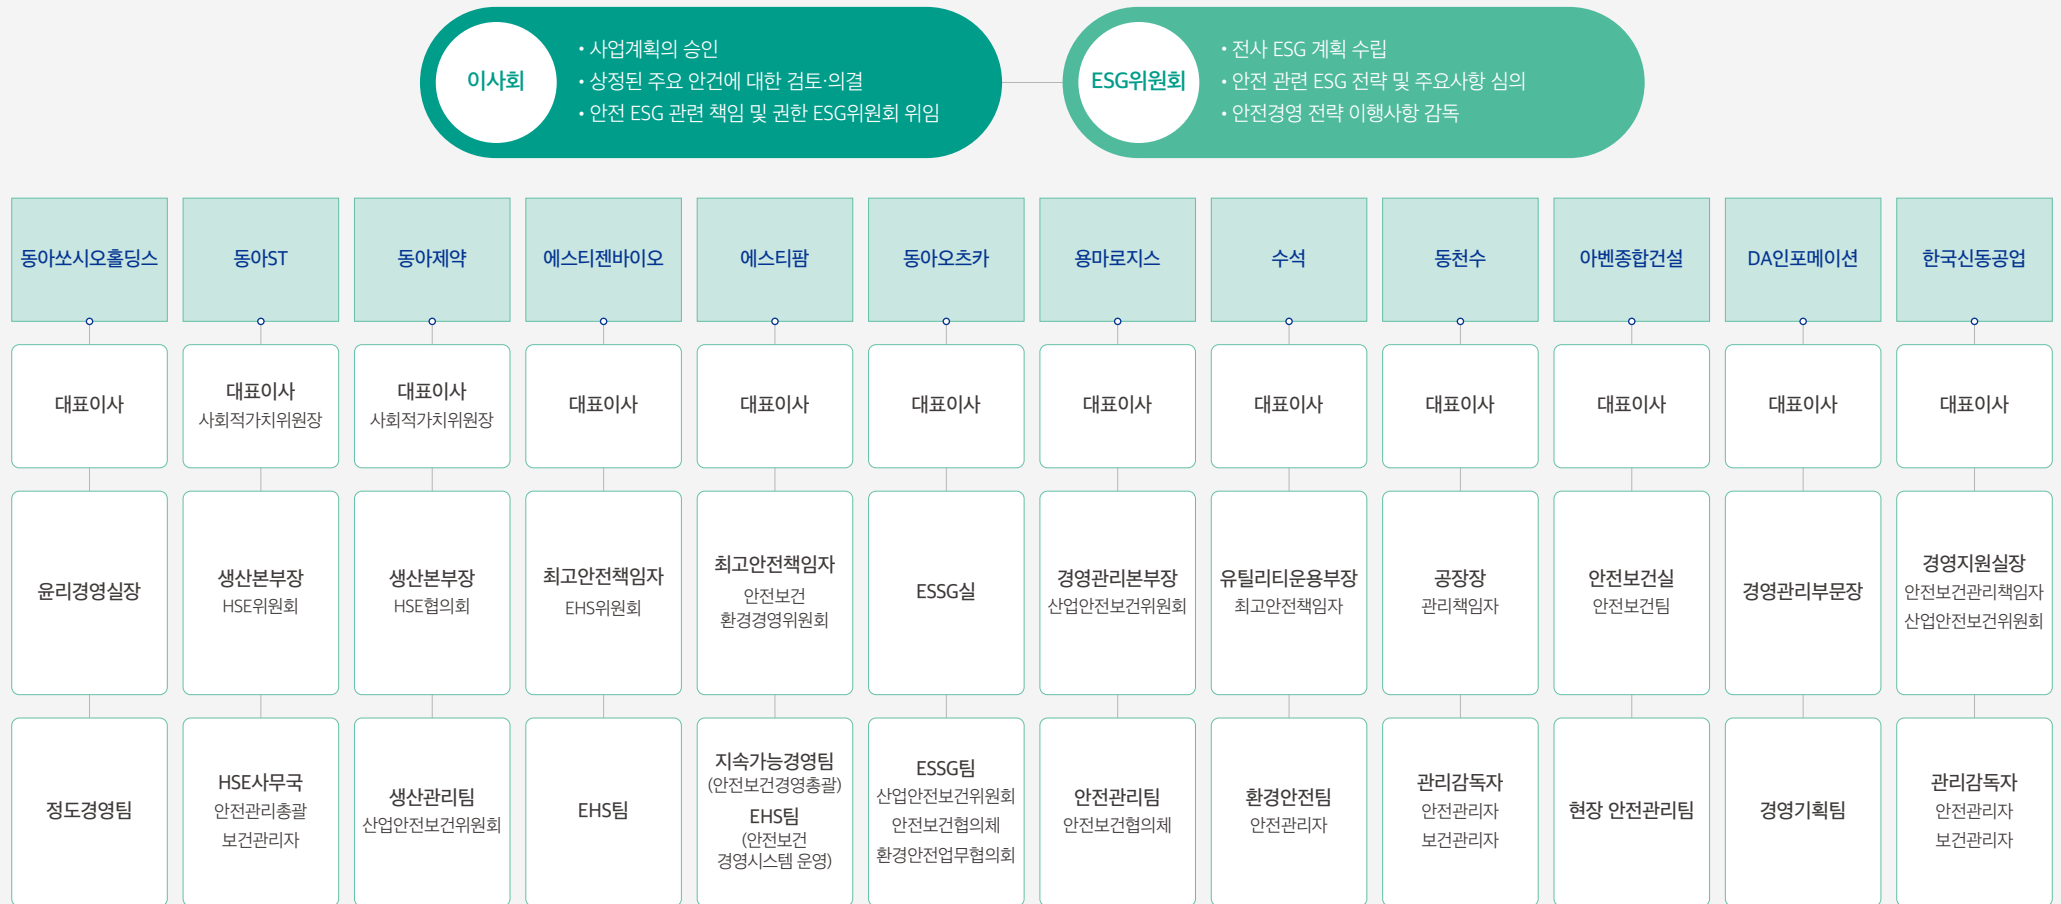 이사회
• 사업계획의 승인
• 상정된 주요 안건에 대한 검토·의결
• 안전 ESG 관련 책임 및 권한 ESG위원회 위임
ESG위원회
• 전사 ESG 계획 수립
• 안전 관련 ESG 전략 및 주요사항 심의
• 안전경영 전략 이행사항 감독
동아쏘시오홀딩스
대표이사
윤리경영실장
정도경영팀
동아ST
대표이사
사회적가치위원장
생산본부장
HSE위원회
HSE사무국
안전관리총괄
보건관리자
동아제약
대표이사
사회적가치위원장
생산본부장
HSE협의회
생산관리팀
산업안전보건위원회
에스티젠바이오
대표이사
최고안전책임자
EHS위원회
EHS팀
에스티팜
대표이사
최고안전책임자
안전보건
환경경영위원회
지속가능경영팀
(안전보건경영총괄)
EHS팀
(안전보건
경영시스템 운영)
동아오츠카
대표이사
ESSG실
ESSG팀
산업안전보건위원회
안전보건협의체
환경안전업무협의회
용마로지스
대표이사
경영관리본부장
산업안전보건위원회
안전관리팀
안전보건협의체
수석
대표이사
유틸리티운용부장
최고안전책임자
환경안전팀
안전관리자
동천수
대표이사
공장장
관리책임자
관리감독자
안전관리자
보건관리자
아벤종합건설
대표이사
안전보건실
안전보건팀
현장 안전관리팀
DA인포메이션
대표이사
경영관리부문장
경영기획팀
한국신동공업
대표이사
경영지원실장
안전보건관리책임자
산업안전보건위원회
관리감독자
안전관리자
보건관리자